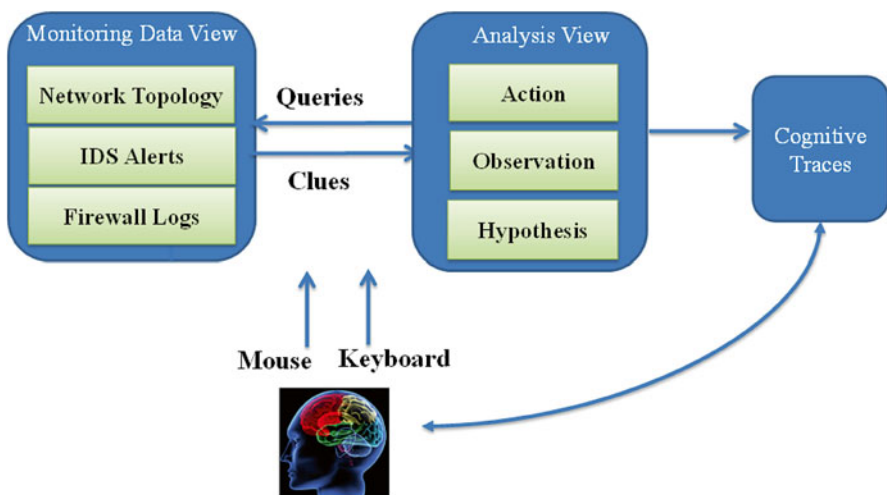 Monitoring Data View
Network Topology
IDS Alerts
Firewall Logs
Queries
Clues
Analysis View
Action
Observation
Hypothesis
Cognitive
Traces
Mouse
Keyboard